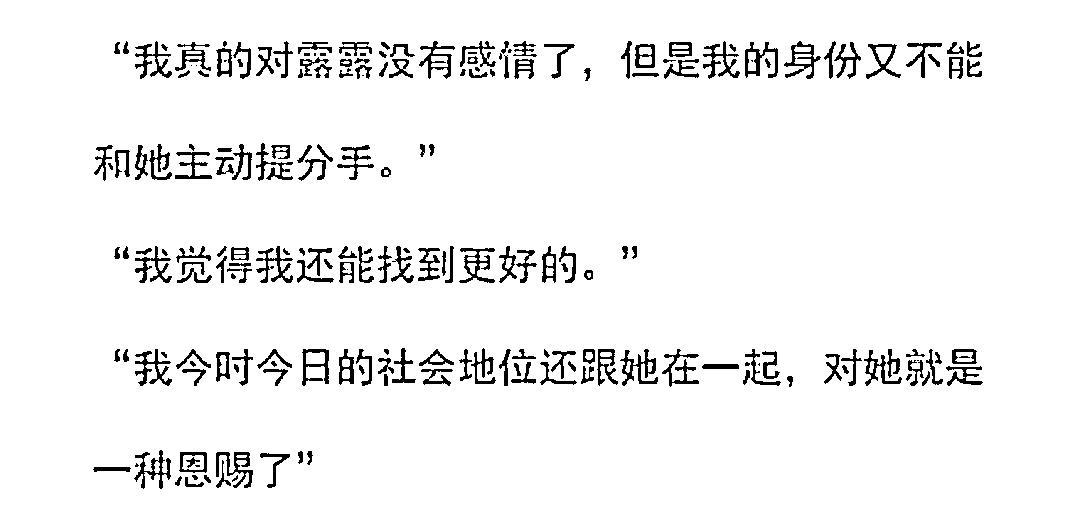 “我真的对露露没有感情了，但是我的身份又不能
和她主动提分手。”
“我觉得我还能找到更好的。”
“我今时今日的社会地位还跟她在一起，对她就是
一种恩赐了”